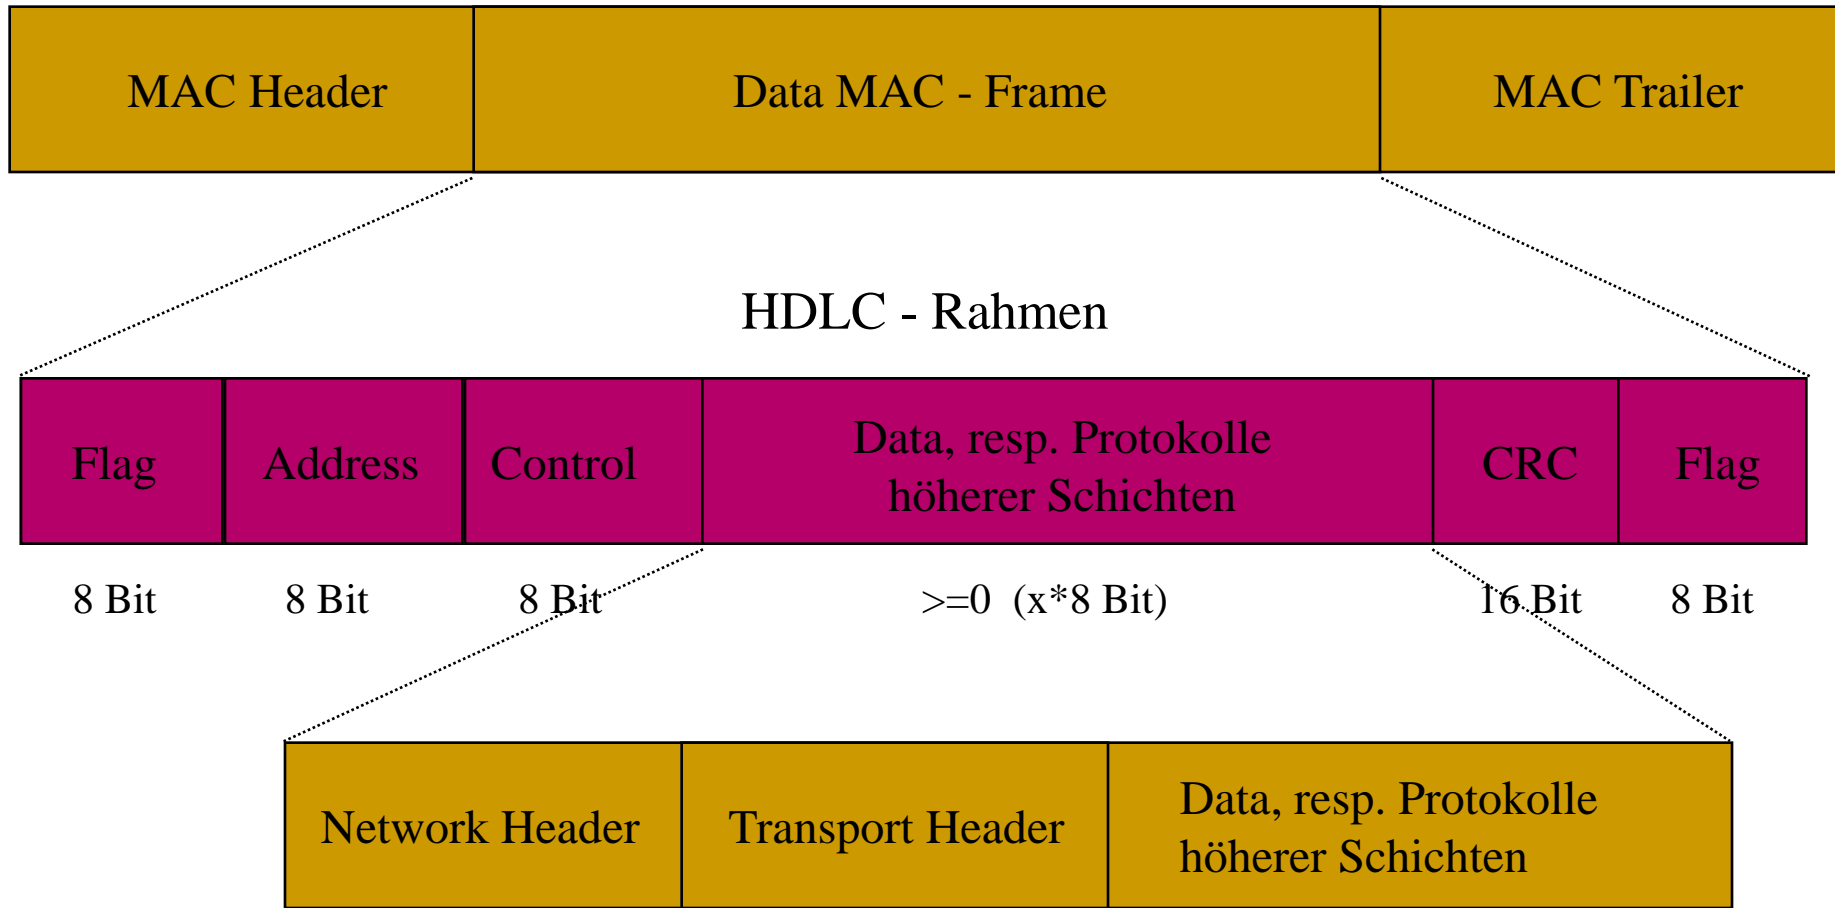 MAC Header
Data MAC - Frame
MAC Trailer
HDLC - Rahmen
Flag
Address
Control
Data, resp. Protokolle
höherer Schichten
CRC
Flag
8 Bit
8 Bit
8 Bit
>=0 (x*8 Bit)
16 Bit
8 Bit
Network Header
Transport Header
Data, resp. Protokolle
höherer Schichten